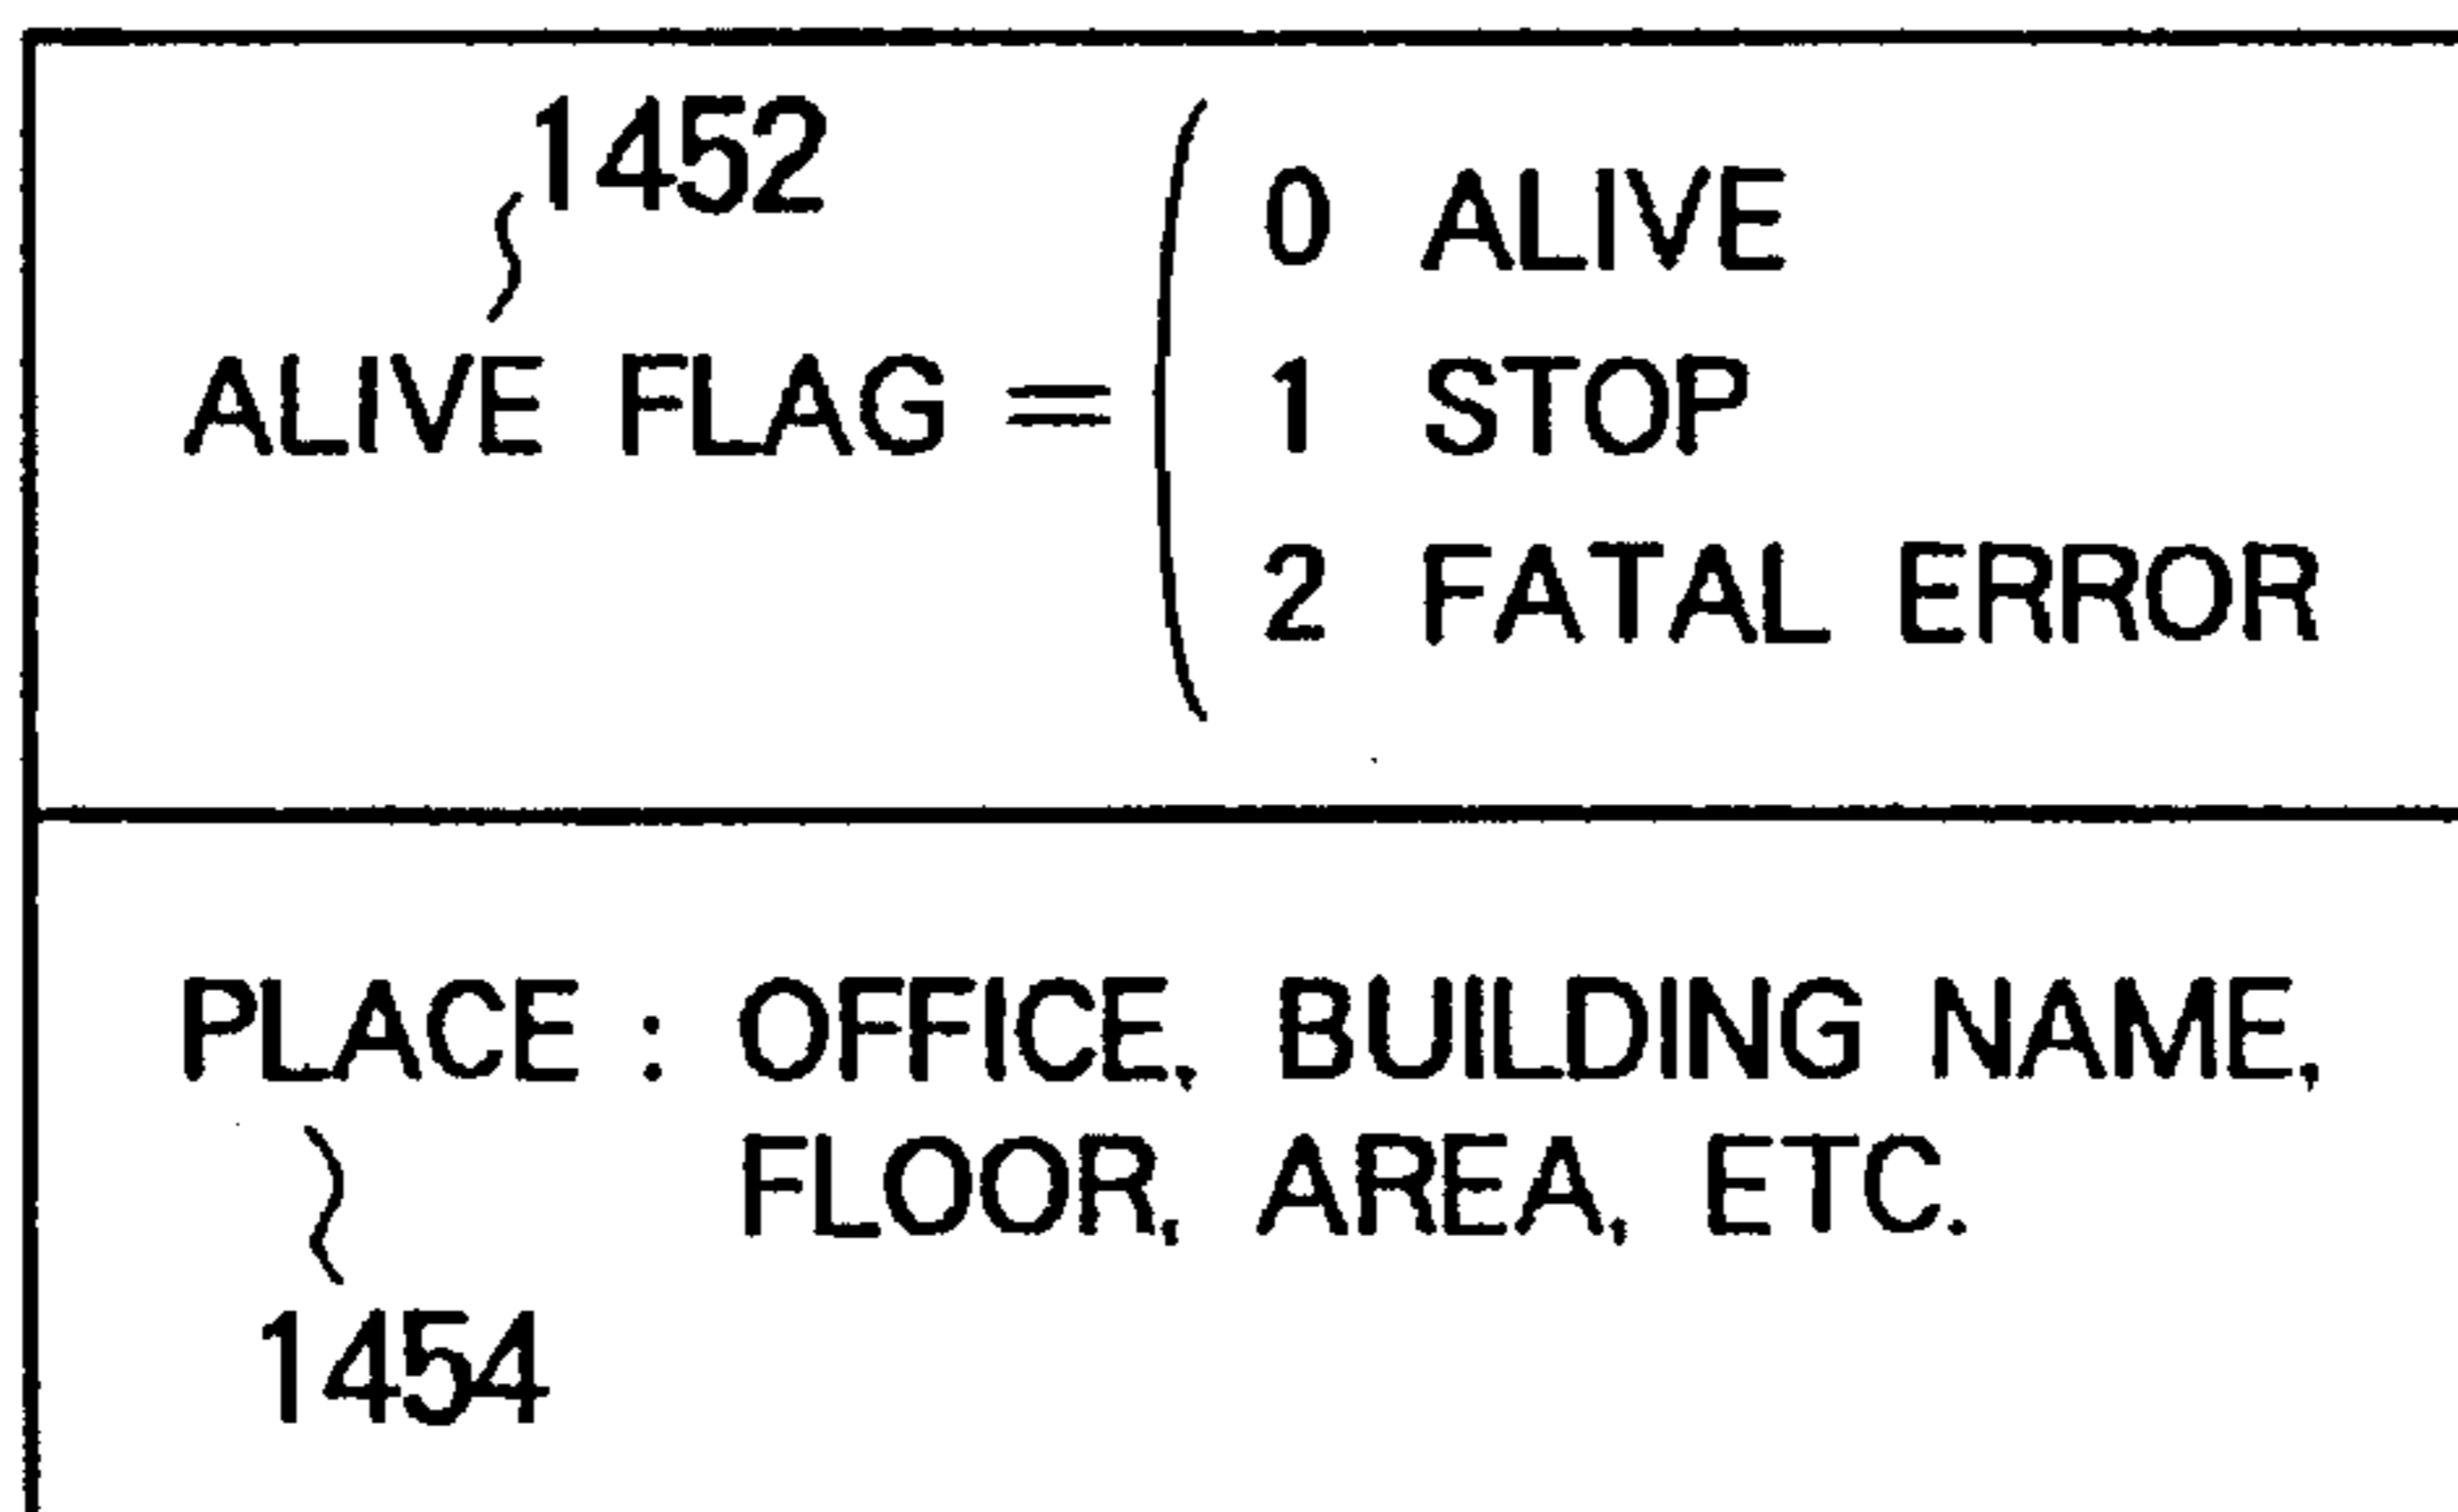 1452
0 ALIVE
ALIVE FLAG = 1 STOP
2 FATAL ERROR
PLACE : OFFICE, BUILDING NAME,
FLOOR, AREA, ETC.
1454